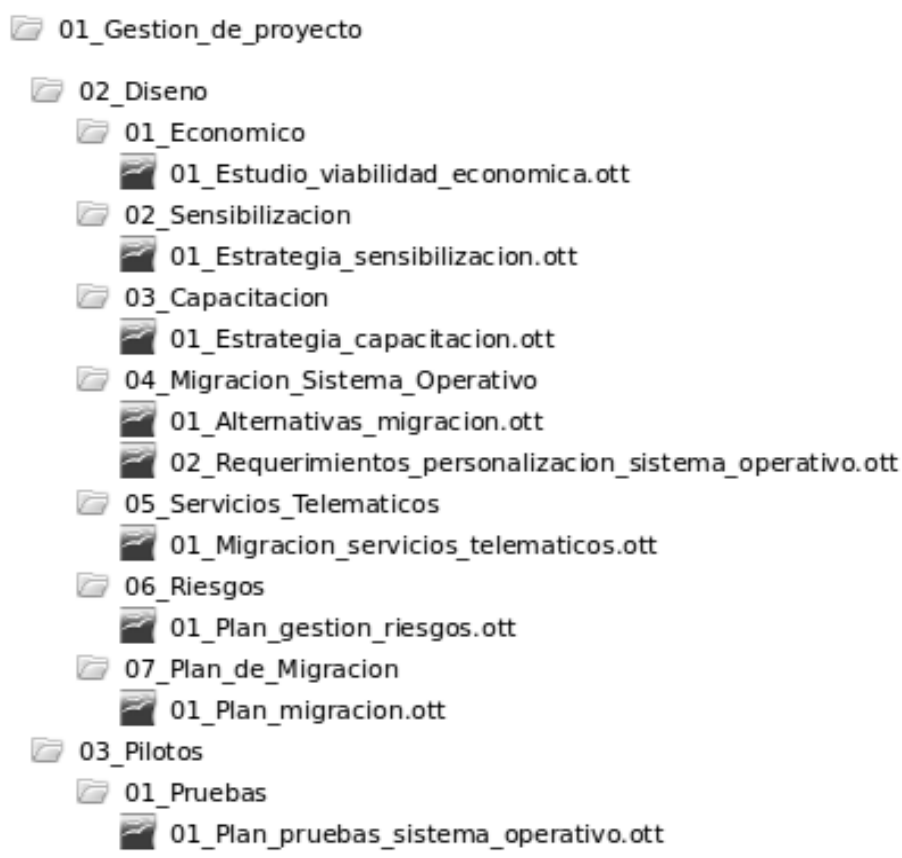 01_Gestion_de_proyecto
02_Diseno
01_Economico
01_Estudio_viabilidad_economica.ott
02_Sensibilizacion
01_Estrategia_sensibilizacion.ott
03_Capacitacion
01_Estrategia_capacitacion.ott
04_Migracion_Sistema_Operativo
01_Alternativas_migracion.ott
02_Requerimientos_personalizacion_sistema_operativo.ott
05_Servicios_Telematicos
01_Migracion_servicios_telematicos.ott
06_Riesgos
01_Plan_gestion_riesgos.ott
07_Plan_de_Migracion
01_Plan_migracion.ott
03_Pilotos
01_Pruebas
01_Plan_pruebas_sistema_operativo.ott